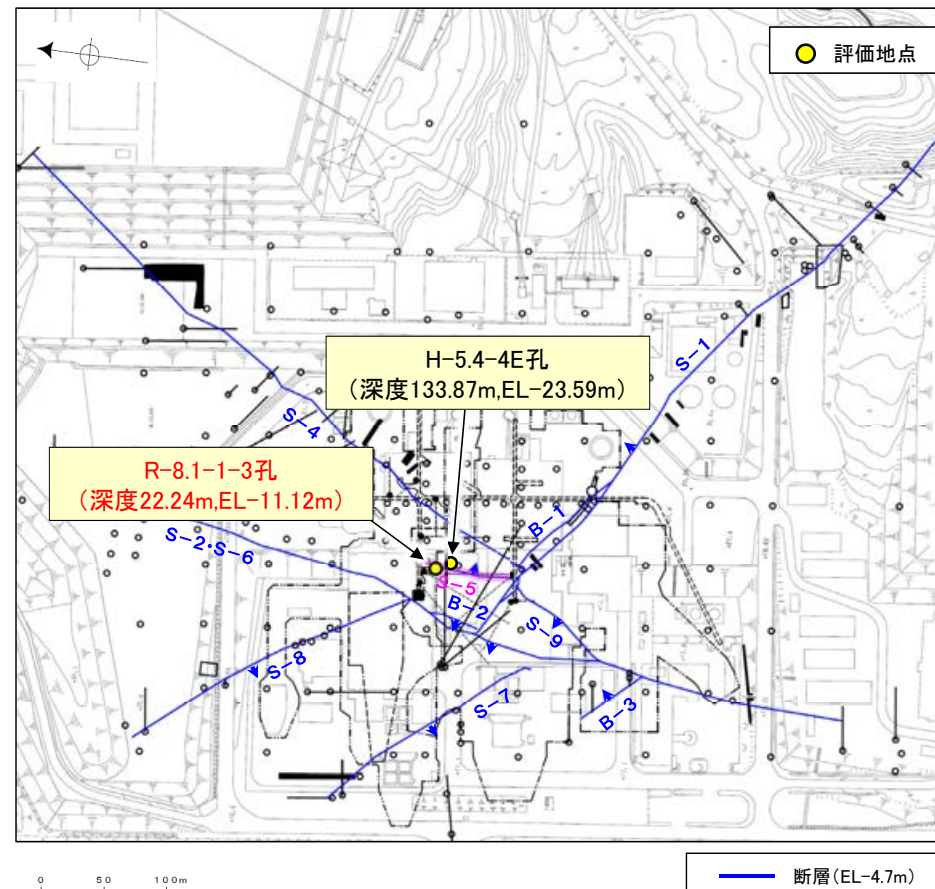 評価地点
H-5.4-4E孔
(深度133.87m,EL-23.59m)
S-1
S-4
R-8.1-1-3孔
(深度22.24m,EL-11.12m)
B-1
S-2・S-6
S-5
B-2
S-9
S-8
S-7
B-3
0 50 100m
断層(EL-4.7m)